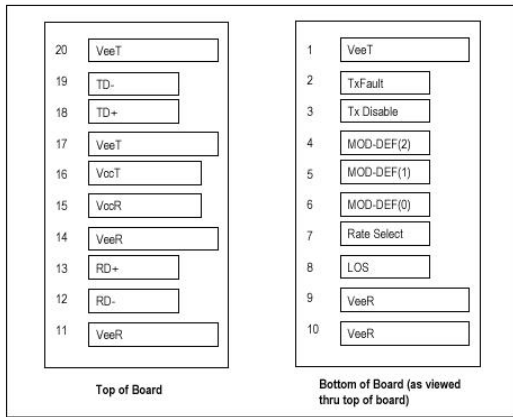 20 VeeT
19 TD-
18 TD+
17 VeeT
16 VccT
15 VccR
14 VeeR
13 RD+
12 RD-
11 VeeR
Top of Board
1 VeeT
2 TxFault
3 Tx Disable
4 MOD-DEF(2)
5 MOD-DEF(1)
6 MOD-DEF(0)
7 Rate Select
8 LOS
9 VeeR
10 VeeR
Bottom of Board (as viewed
thru top of board)